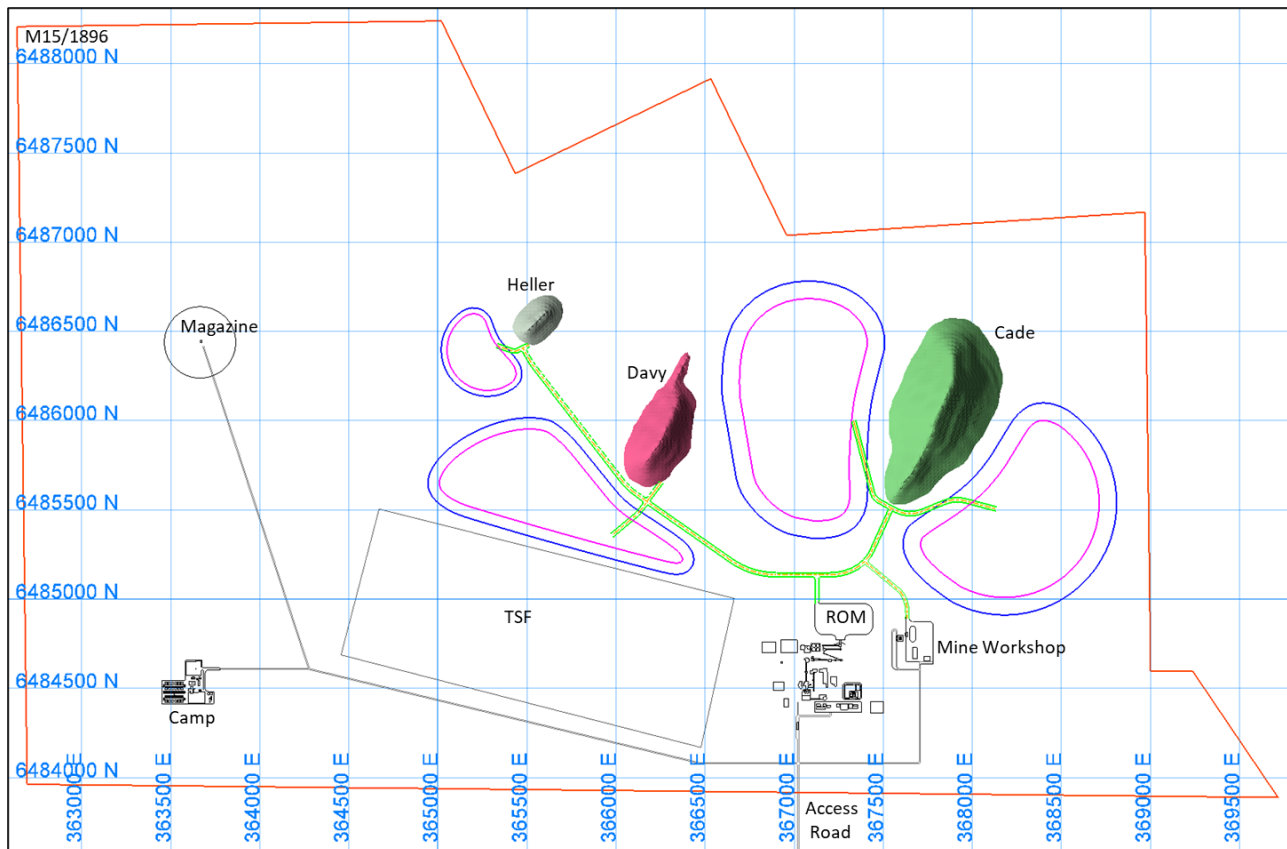 M15/1896
6488000 N
6487500 N
6487000 N
Heller
Magazine
6486500 N
Cade
Davy
6486000 N
6485500 N
6485000 N
TSF
ROM
Mine Workshop
6484500 N
Camp
6484000 N
363000 E
363500 E
364000 E
364500 E
365000 E
365500 E
366000 E
366500 E
367000 E
367500 E
368000 E
368500 E
369000 E
369500 E
Access
Road